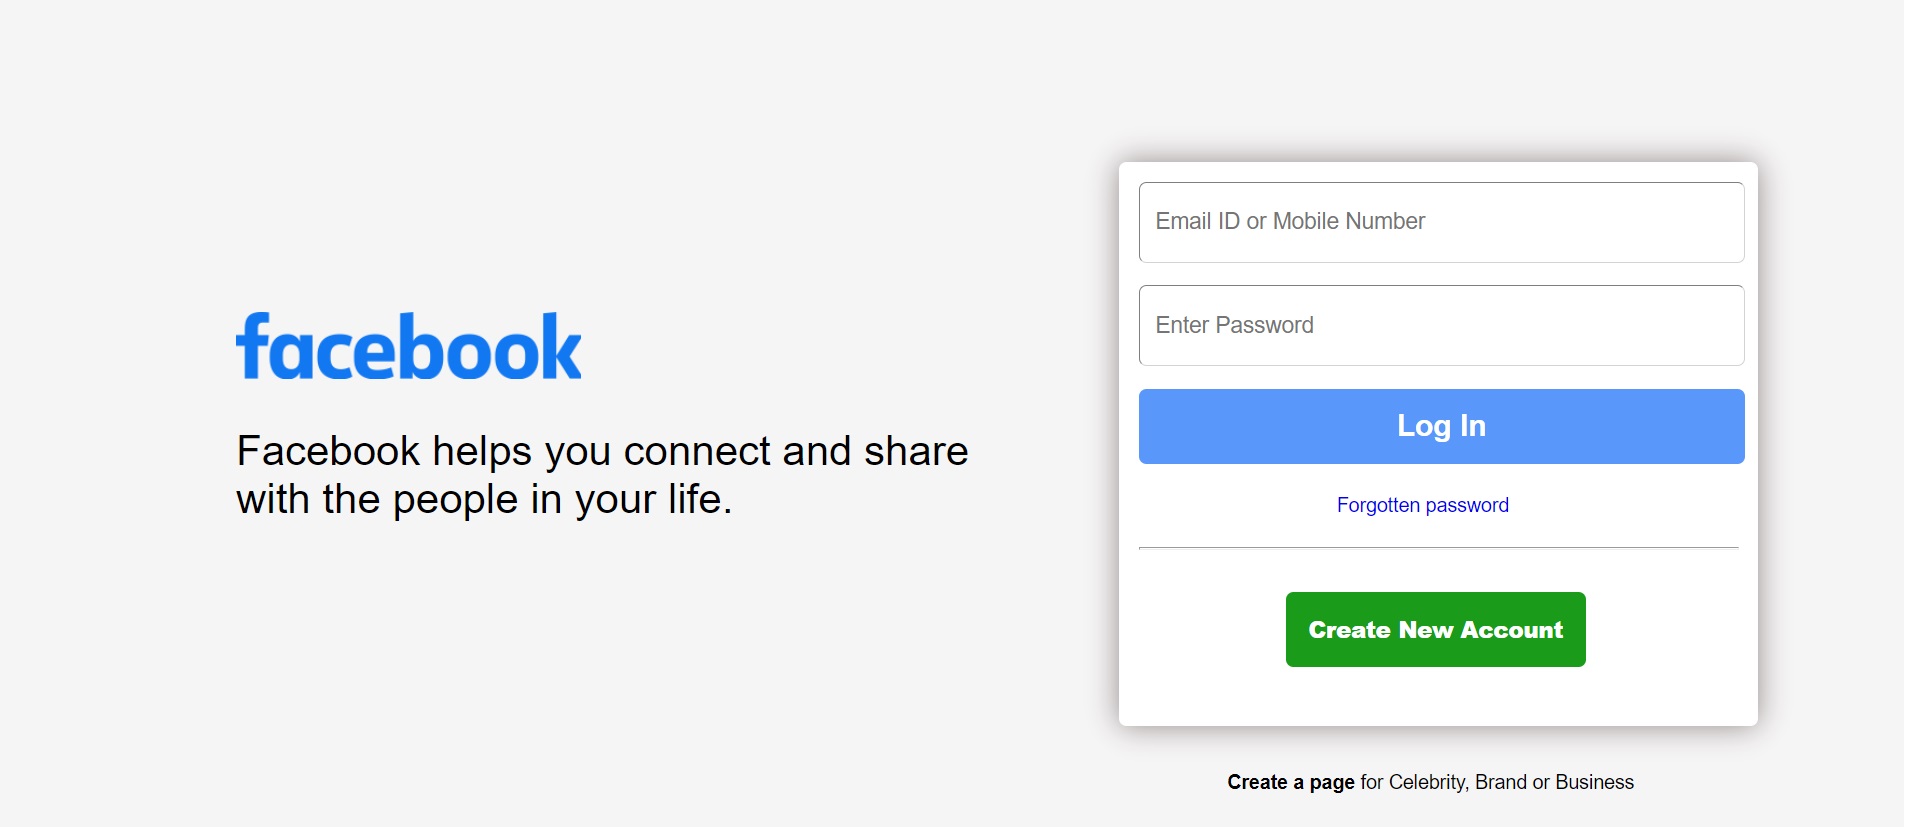 facebook
Facebook helps you connect and share
with the people in your life.
Email ID or Mobile Number
Enter Password
Log In
Forgotten password
Create New Account
Create a page for Celebrity, Brand or Business